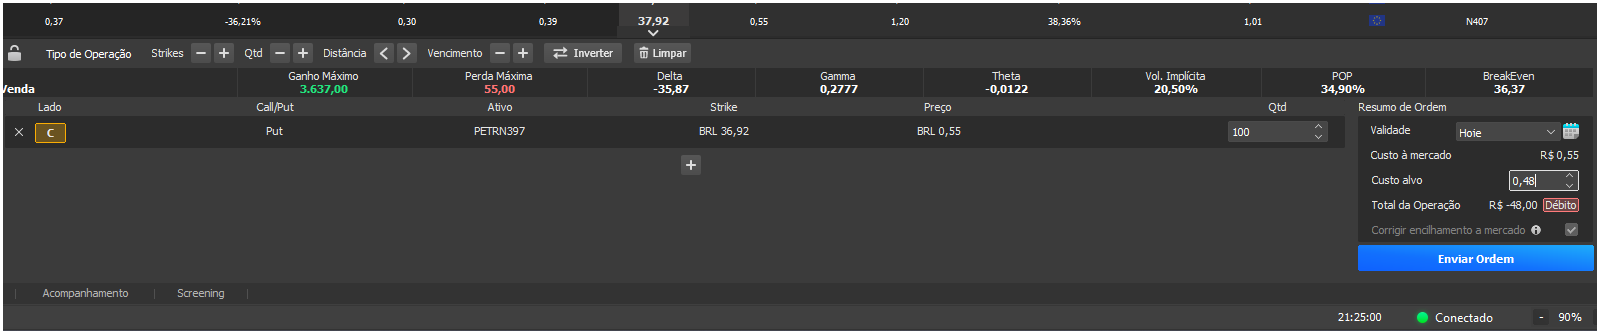 0,37 -36,21% 0,30 0,39 37,92 0,55 1,20 38,36% 1,01 N407
Tipo de Operação Strikes − + Qtd − + Distância < > Vencimento − + Inverter Limpar
Ganho Máximo Perda Máxima Delta Gamma Theta Vol. Implícita POP BreakEven
Venda 3.637,00 55,00 -35,87 0,2777 -0,0122 20,50% 34,90% 36,37
Lado Call/Put Ativo Strike Preço Qtd
× C Put PETRN397 BRL 36,92 BRL 0,55 100
+
Resumo de Ordem
Validade Hoje
Custo à mercado R$ 0,55
Custo alvo 0,48
Total da Operação R$ -48,00 Débito
Corrigir encilhamento a mercado
Enviar Ordem
Acompanhamento Screening
21:25:00 Conectado - 90%